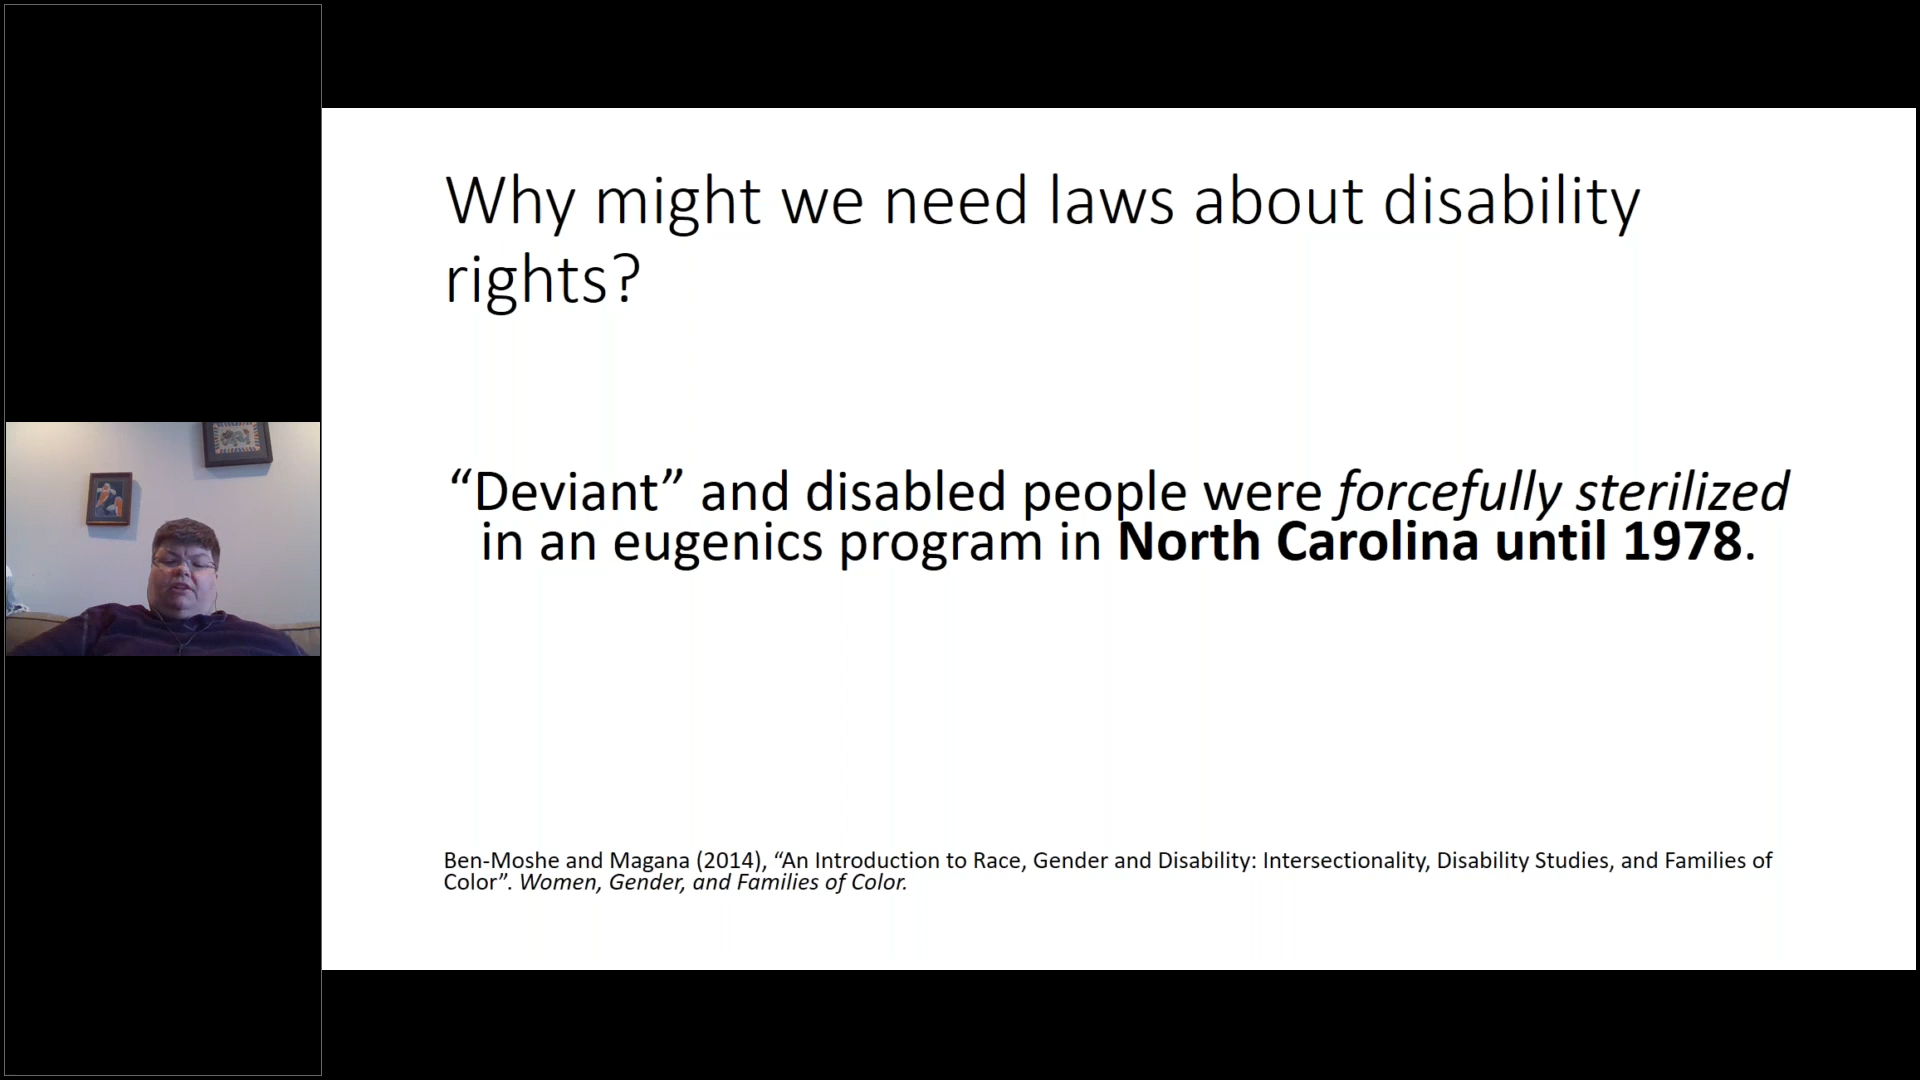 Why might we need laws about disability
rights?
“Deviant” and disabled people were forcefully sterilized
in an eugenics program in North Carolina until 1978.
Ben-Moshe and Magana (2014), “An Introduction to Race, Gender and Disability: Intersectionality, Disability Studies, and Families of
Color”. Women, Gender, and Families of Color.